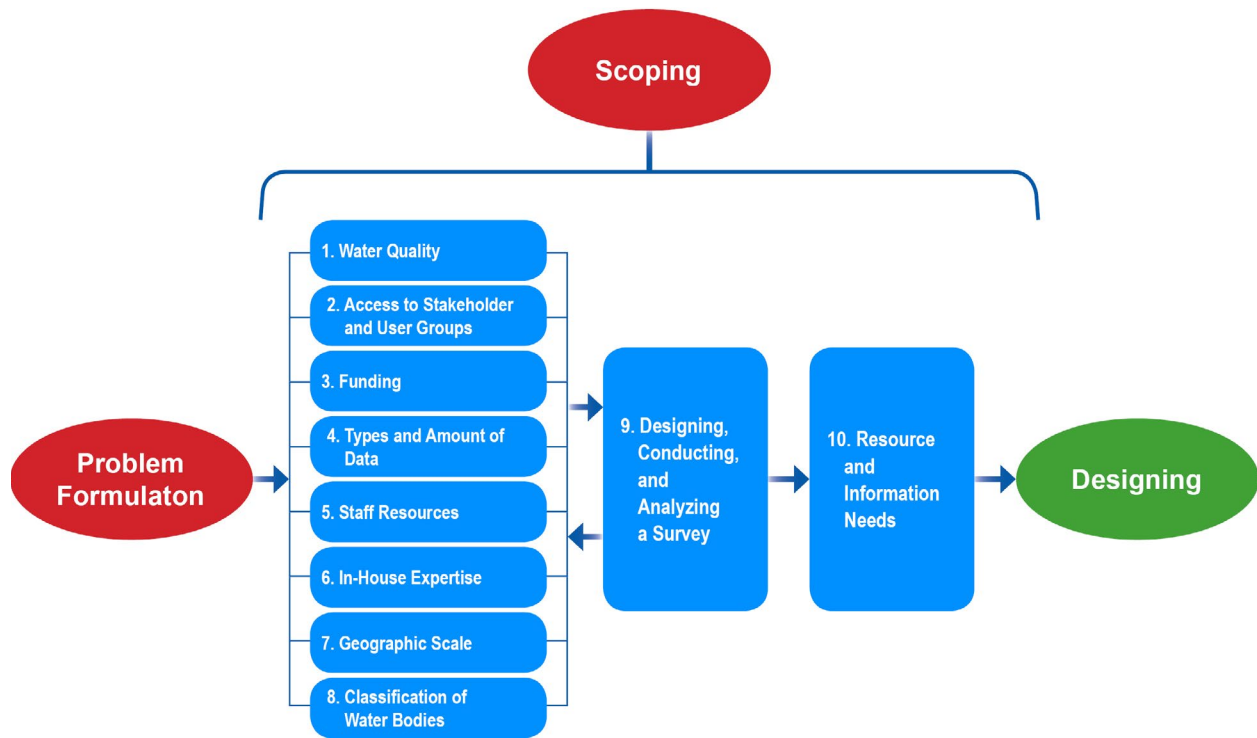 Scoping
Problem
Formulaton
1. Water Quality
2. Access to Stakeholder
and User Groups
3. Funding
4. Types and Amount of
Data
5. Staff Resources
6. In-House Expertise
7. Geographic Scale
8. Classification of
Water Bodies
9. Designing,
Conducting,
and
Analyzing
a Survey
10. Resource
and
Information
Needs
Designing